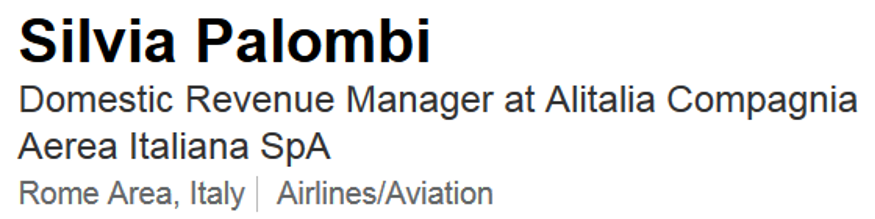 Silvia Palombi
Domestic Revenue Manager at Alitalia Compagnia
Aerea Italiana SpA
Rome Area, Italy | Airlines/Aviation